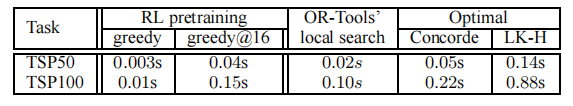 Task RL pretraining OR-Tools' Optimal
greedy greedy@16 local search Concorde LK-H
TSP50 0.003s 0.04s 0.02s 0.05s 0.14s
TSP100 0.01s 0.15s 0.10s 0.22s 0.88s